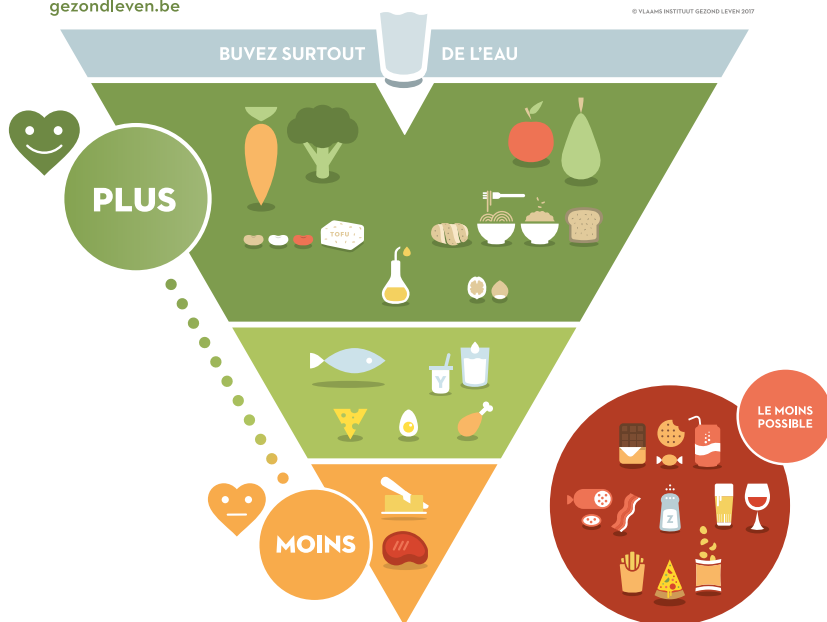 gezondleven.be
© VLAAMS INSTITUUT GEZOND LEVEN 2017
BUVEZ SURTOUT DE L'EAU
PLUS
TOFU
Y
LE MOINS
POSSIBLE
Z
MOINS